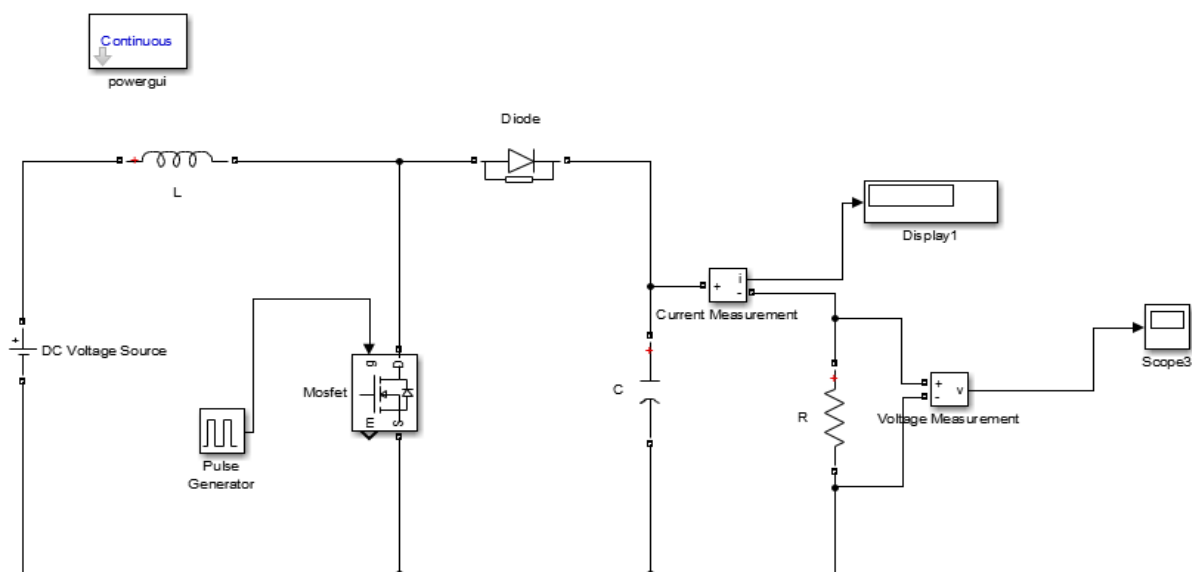 Continuous
powergui
Diode
L
Display1
i
+
-
Current Measurement
+
DC Voltage Source
Scope3
g
D
Mosfet
m
S
C
R
+
-
v
Voltage Measurement
Pulse
Generator